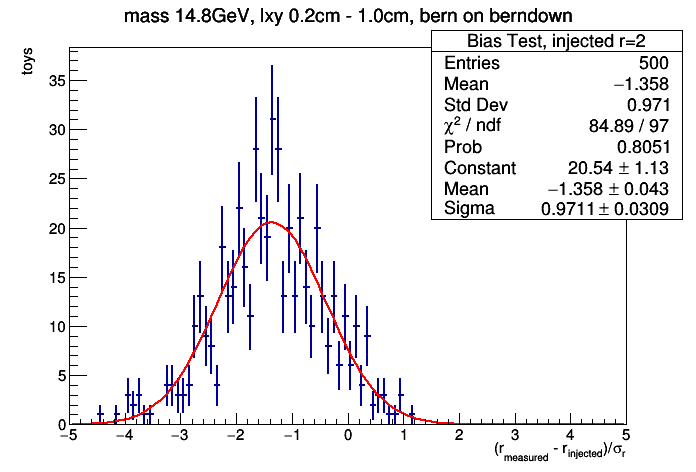 mass 14.8GeV, lxy 0.2cm - 1.0cm, bern on berndown
Bias Test, injected r=2
Entries 500
Mean −1.358
Std Dev 0.971
χ² / ndf 84.89 / 97
Prob 0.8051
Constant 20.54 ± 1.13
Mean −1.358 ± 0.043
Sigma 0.9711 ± 0.0309
toys
35
30
25
20
15
10
5
0
−5 −4 −3 −2 −1 0 1 2 3 4 5
(r_measured - r_injected)/σ_r